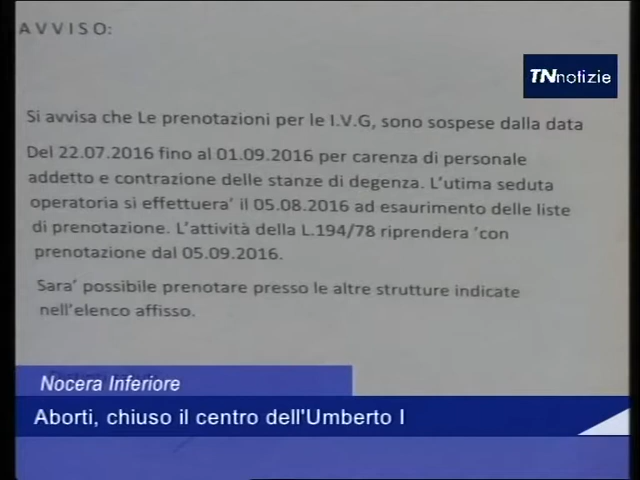 AVVISO:
TNnotizie
Si avvisa che Le prenotazioni per le I.V.G, sono sospese dalla data
Del 22.07.2016 fino al 01.09.2016 per carenza di personale
addetto e contrazione delle stanze di degenza. L'utima seduta
operatoria si effettuera' il 05.08.2016 ad esaurimento delle liste
di prenotazione. L'attività della L.194/78 riprendera 'con
prenotazione dal 05.09.2016.
Sara' possibile prenotare presso le altre strutture indicate
nell'elenco affisso.
Nocera Inferiore
Aborti, chiuso il centro dell'Umberto I